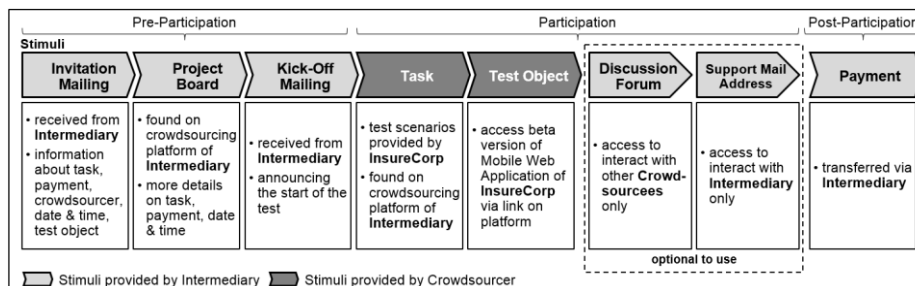 Pre-Participation
Participation
Post-Participation
Stimuli
Invitation
Mailing
Project
Board
Kick-Off
Mailing
Task
Test Object
Discussion
Forum
Support Mail
Address
Payment
• received from
Intermediary
• information
about task,
payment,
crowdsourcer,
date & time,
test object
• found on
crowdsourcing
platform of
Intermediary
• more details
on task,
payment, date
& time
• received from
Intermediary
• announcing
the start of the
test
• test scenarios
provided by
InsureCorp
• found on
crowdsourcing
platform of
Intermediary
• access beta
version of
Mobile Web
Application of
InsureCorp
via link on
platform
• access to
interact with
other Crowd-
sourcees
only
• access to
interact with
Intermediary
only
• transferred via
Intermediary
optional to use
Stimuli provided by Intermediary
Stimuli provided by Crowdsourcer